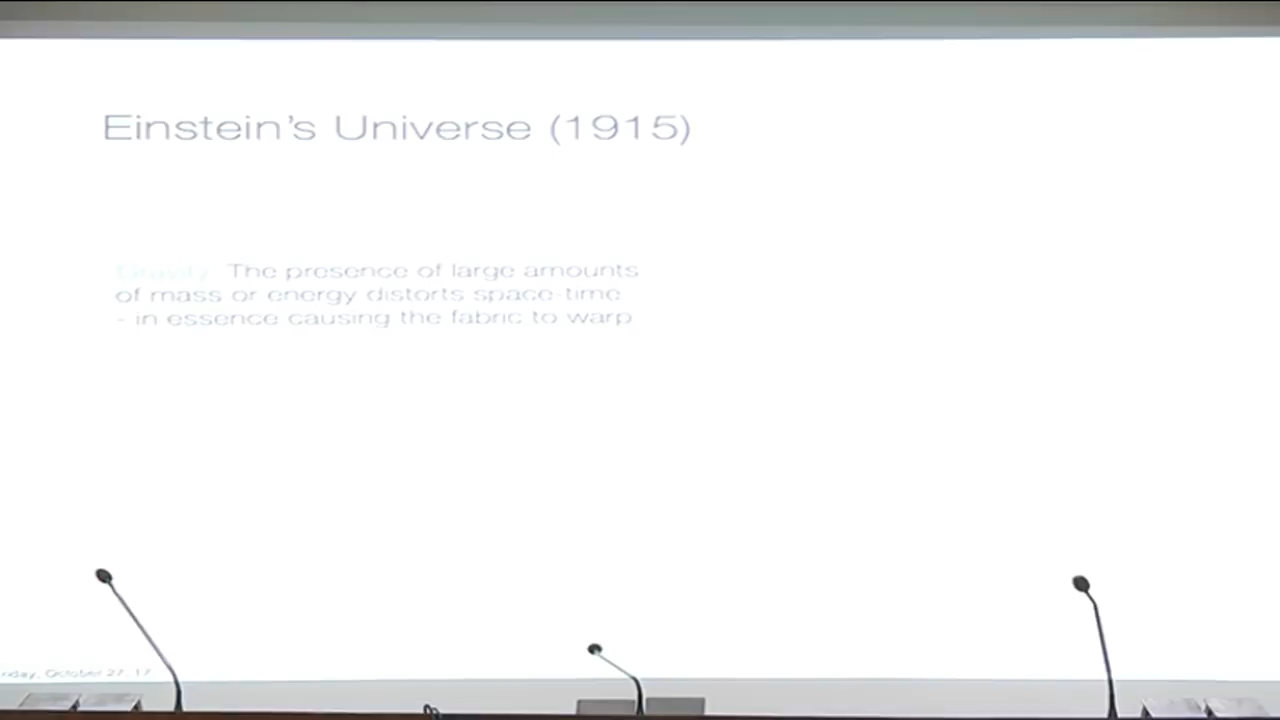 Einstein's Universe (1915)
Gravity: The presence of large amounts
of mass or energy distorts space-time
- in essence causing the fabric to warp
October 27, 17